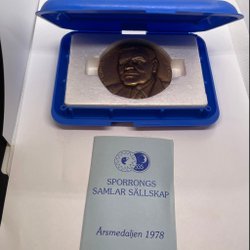 SPORRONGS
SAMLAR SÄLLSKAP
Årsmedaljen 1978